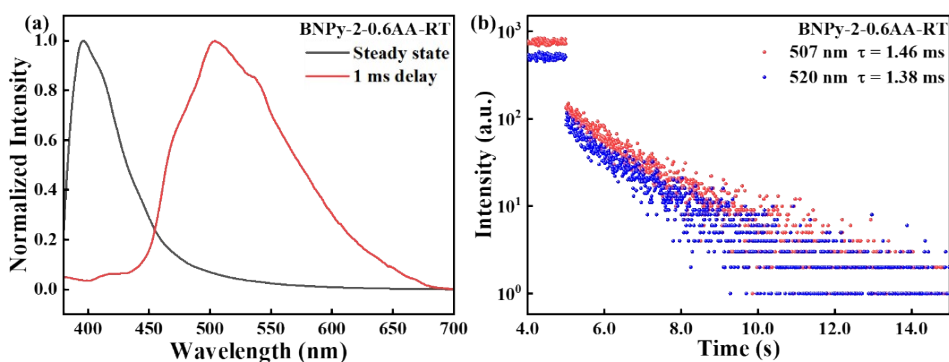 (a)
BNPy-2-0.6AA-RT
Steady state
1 ms delay
Normalized Intensity
1.0
0.8
0.6
0.4
0.2
0.0
400
450
500
550
600
650
700
Wavelength (nm)
(b)
BNPy-2-0.6AA-RT
507 nm τ = 1.46 ms
520 nm τ = 1.38 ms
Intensity (a.u.)
10³
10²
10¹
10⁰
4.0
6.0
8.0
10.0
12.0
14.0
Time (s)